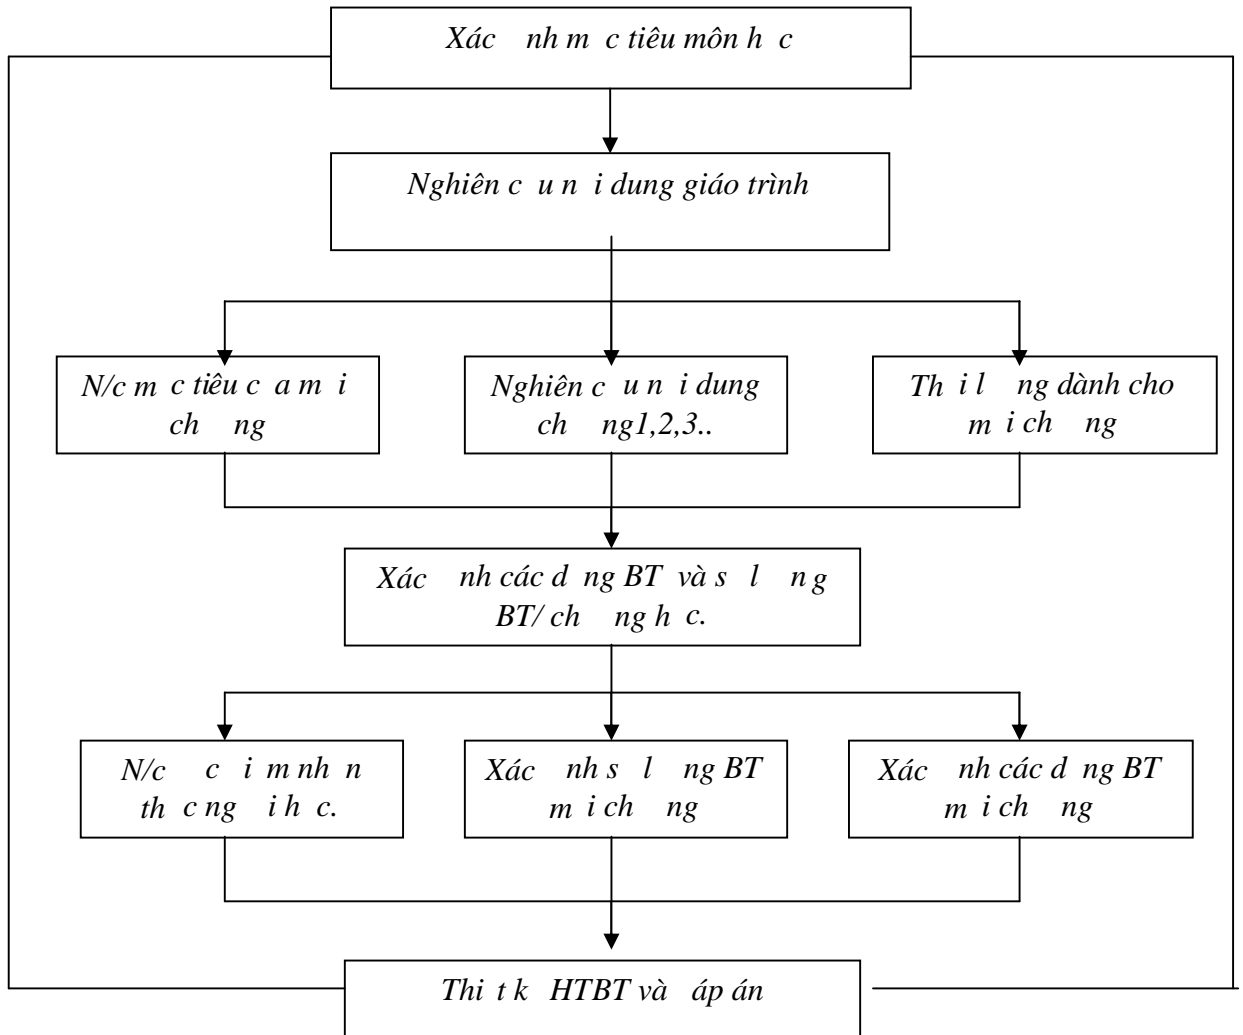 Xác nh m c tiêu môn h c
Nghiên c u n i dung giáo trình
N/c m c tiêu c a m i
ch ng
Nghiên c u n i dung
ch ng1,2,3..
Th i l ng dành cho
m i ch ng
Xác nh các d ng BT và s l ng
BT/ ch ng h c.
N/c c i m nh n
th c ng i h c.
Xác nh s l ng BT
m i ch ng
Xác nh các d ng BT
m i ch ng
Thi t k HTBT và áp án